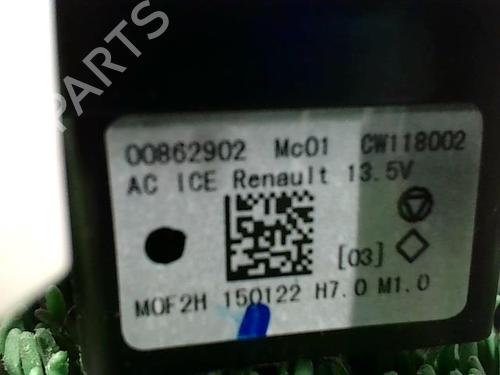 B-PARTS
00862902 Mc01 CW118002
AC ICE Renault 13.5V
[03]
MOF2H 150122 H7.0 M1.0